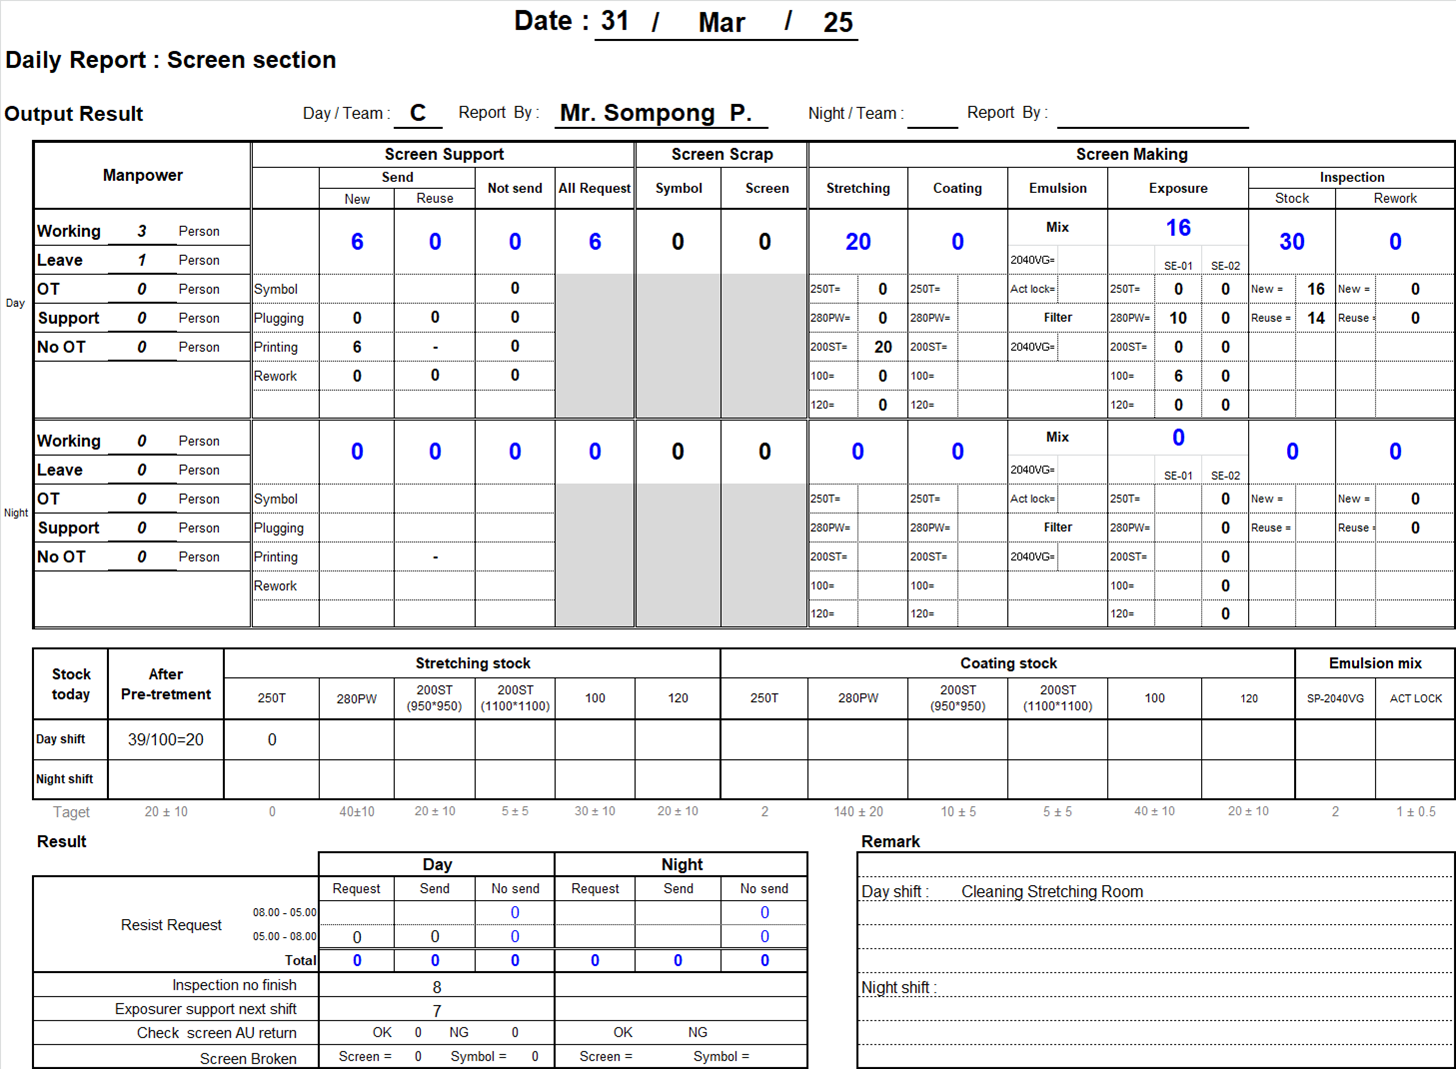 Date : 31 / Mar / 25
Daily Report : Screen section
Output Result Day / Team : C Report By : Mr. Sompong P. Night / Team : Report By :
Manpower Screen Support Screen Scrap Screen Making
Send Not send All Request Symbol Screen Stretching Coating Emulsion Exposure Inspection
New Reuse Stock Rework
Day
Working 3 Person 6 0 0 6 0 0 20 0 Mix 16 30 0
Leave 1 Person 2040VG= SE-01 SE-02
OT 0 Person Symbol 0 250T= 0 250T= Act lock= 250T= 0 0 New = 16 New = 0
Support 0 Person Plugging 0 0 0 280PW= 0 280PW= Filter 280PW= 10 0 Reuse = 14 Reuse = 0
No OT 0 Person Printing 6 - 0 200ST= 20 200ST= 2040VG= 200ST= 0 0
Rework 0 0 0 100= 0 100= 100= 6 0
120= 0 120= 120= 0 0
Night
Working 0 Person 0 0 0 0 0 0 0 0 Mix 0 0 0
Leave 0 Person 2040VG= SE-01 SE-02
OT 0 Person Symbol 250T= 250T= Act lock= 250T= 0 New = New = 0
Support 0 Person Plugging 280PW= 280PW= Filter 280PW= 0 Reuse = Reuse = 0
No OT 0 Person Printing - 200ST= 200ST= 2040VG= 200ST= 0
Rework 100= 100= 100= 0
120= 120= 120= 0
Stock today After Pre-tretment Stretching stock Coating stock Emulsion mix
250T 280PW 200ST (950*950) 200ST (1100*1100) 100 120 250T 280PW 200ST (950*950) 200ST (1100*1100) 100 120 SP-2040VG ACT LOCK
Day shift 39/100=20 0
Night shift
Taget 20 ± 10 0 40±10 20 ± 10 5 ± 5 30 ± 10 20 ± 10 2 140 ± 20 10 ± 5 5 ± 5 40 ± 10 20 ± 10 2 1 ± 0.5
Result
Day Night
Request Send No send Request Send No send
Resist Request
08.00 - 05.00 0 0
05.00 - 08.00 0 0 0 0
Total 0 0 0 0 0 0
Inspection no finish 8
Exposurer support next shift 7
Check screen AU return OK 0 NG 0 OK NG
Screen Broken Screen = 0 Symbol = 0 Screen = Symbol =
Remark
Day shift : Cleaning Stretching Room
Night shift :